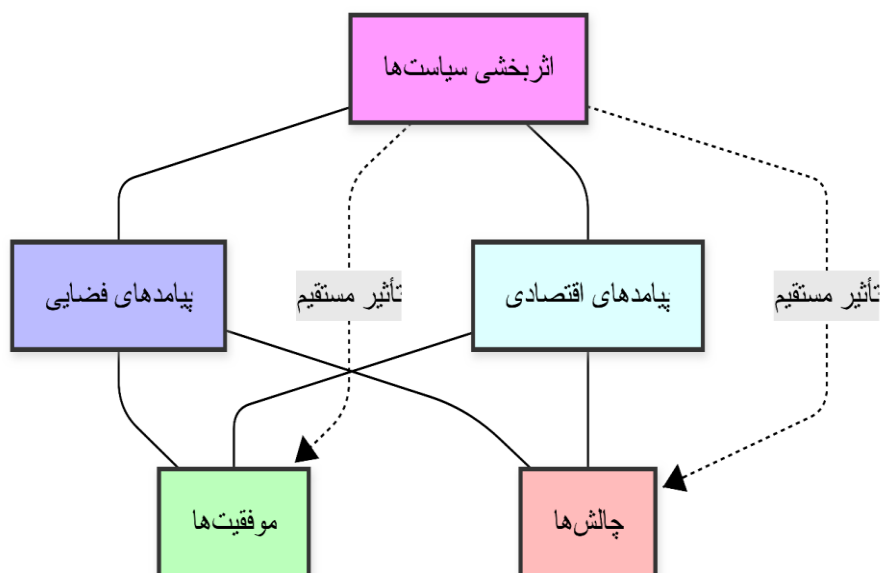 اثربخشی سیاست‌ها
پیامدهای اقتصادی
پیامدهای فضایی
تأثیر مستقیم
تأثیر مستقیم
چالش‌ها
موفقیت‌ها